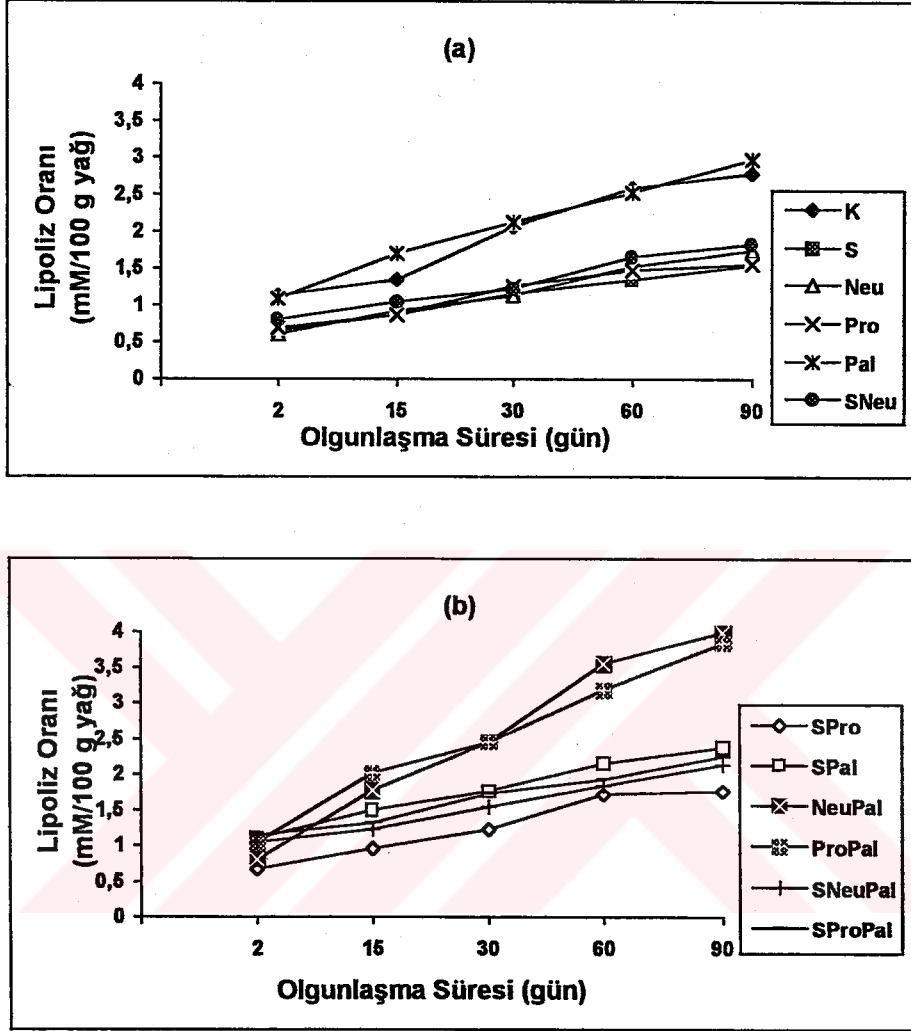 (a)
Lipoliz Oranı
(mM/100 g yağ)
4
3,5
3
2,5
2
1,5
1
0,5
0
2 15 30 60 90
Olgunlaşma Süresi (gün)
K
S
Neu
Pro
Pal
SNeu
(b)
Lipoliz Oranı
(mM/100 g yağ)
4
3,5
3
2,5
2
1,5
1
0,5
0
2 15 30 60 90
Olgunlaşma Süresi (gün)
SPro
SPal
NeuPal
ProPal
SNeuPal
SProPal